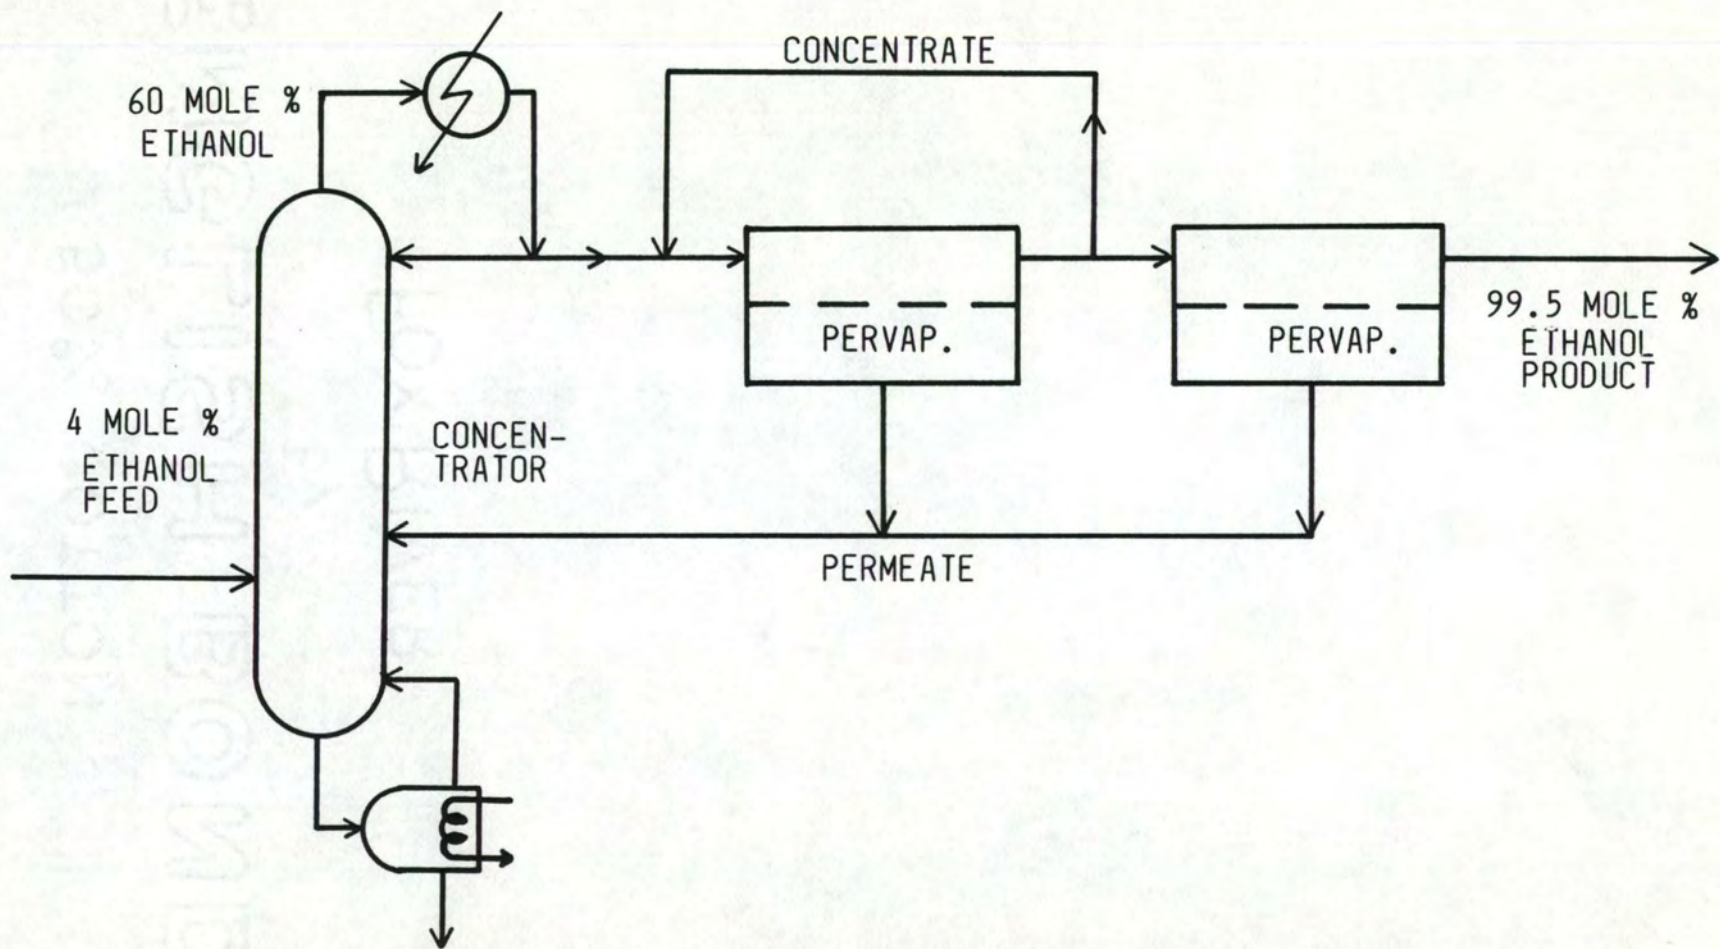 CONCENTRATE
60 MOLE %
ETHANOL
PERVAP.
PERVAP.
99.5 MOLE %
ETHANOL
PRODUCT
4 MOLE %
ETHANOL
FEED
CONCEN-
TRATOR
PERMEATE